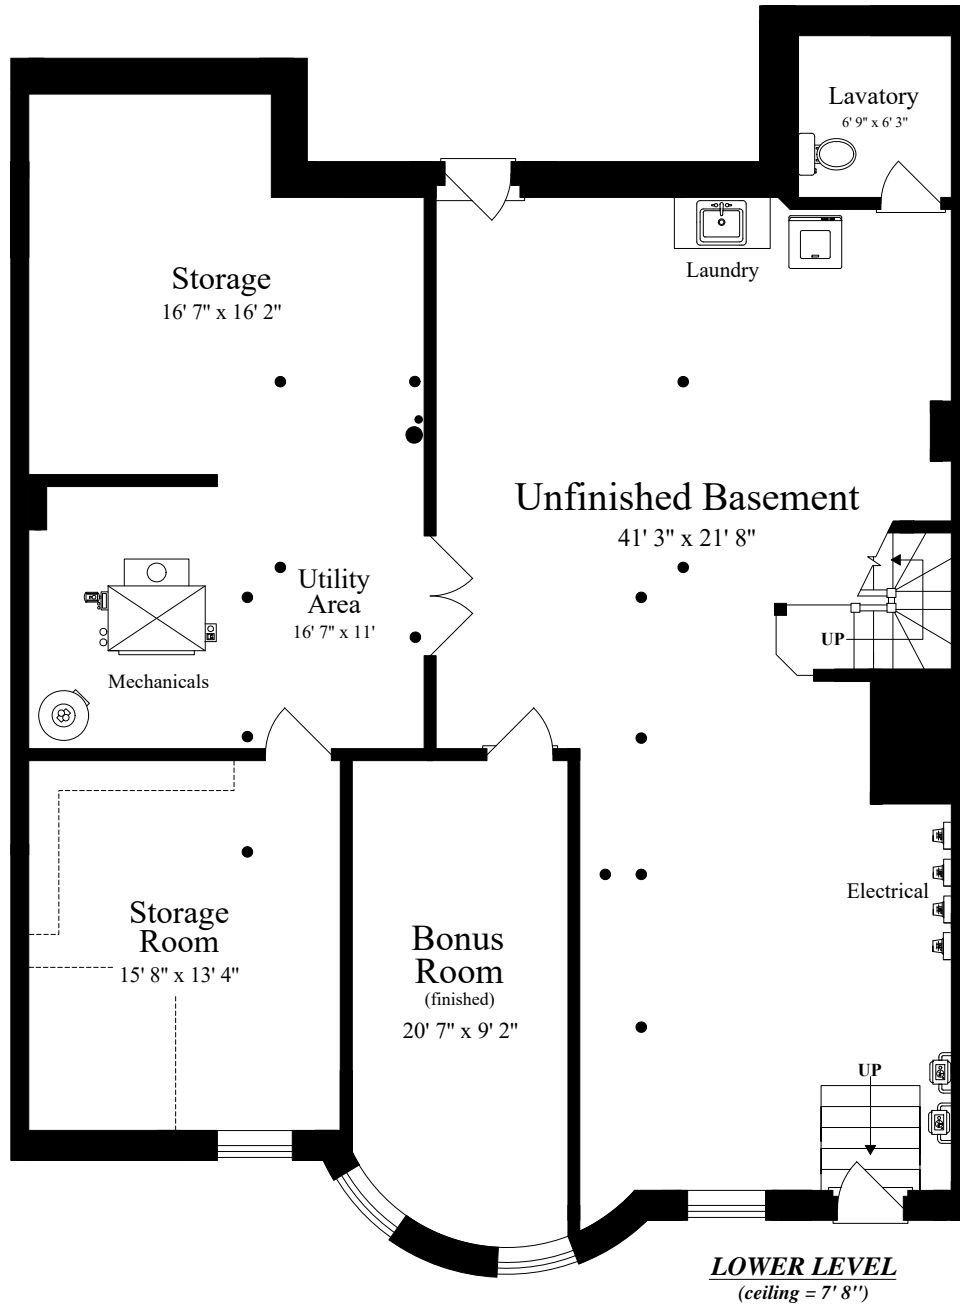 Lavatory
6' 9" x 6' 3"
Laundry
Storage
16' 7" x 16' 2"
Unfinished Basement
41' 3" x 21' 8"
Utility
Area
16' 7" x 11'
UP
Mechanicals
Electrical
Storage
Room
15' 8" x 13' 4"
Bonus
Room
(finished)
20' 7" x 9' 2"
UP
LOWER LEVEL
(ceiling = 7' 8")